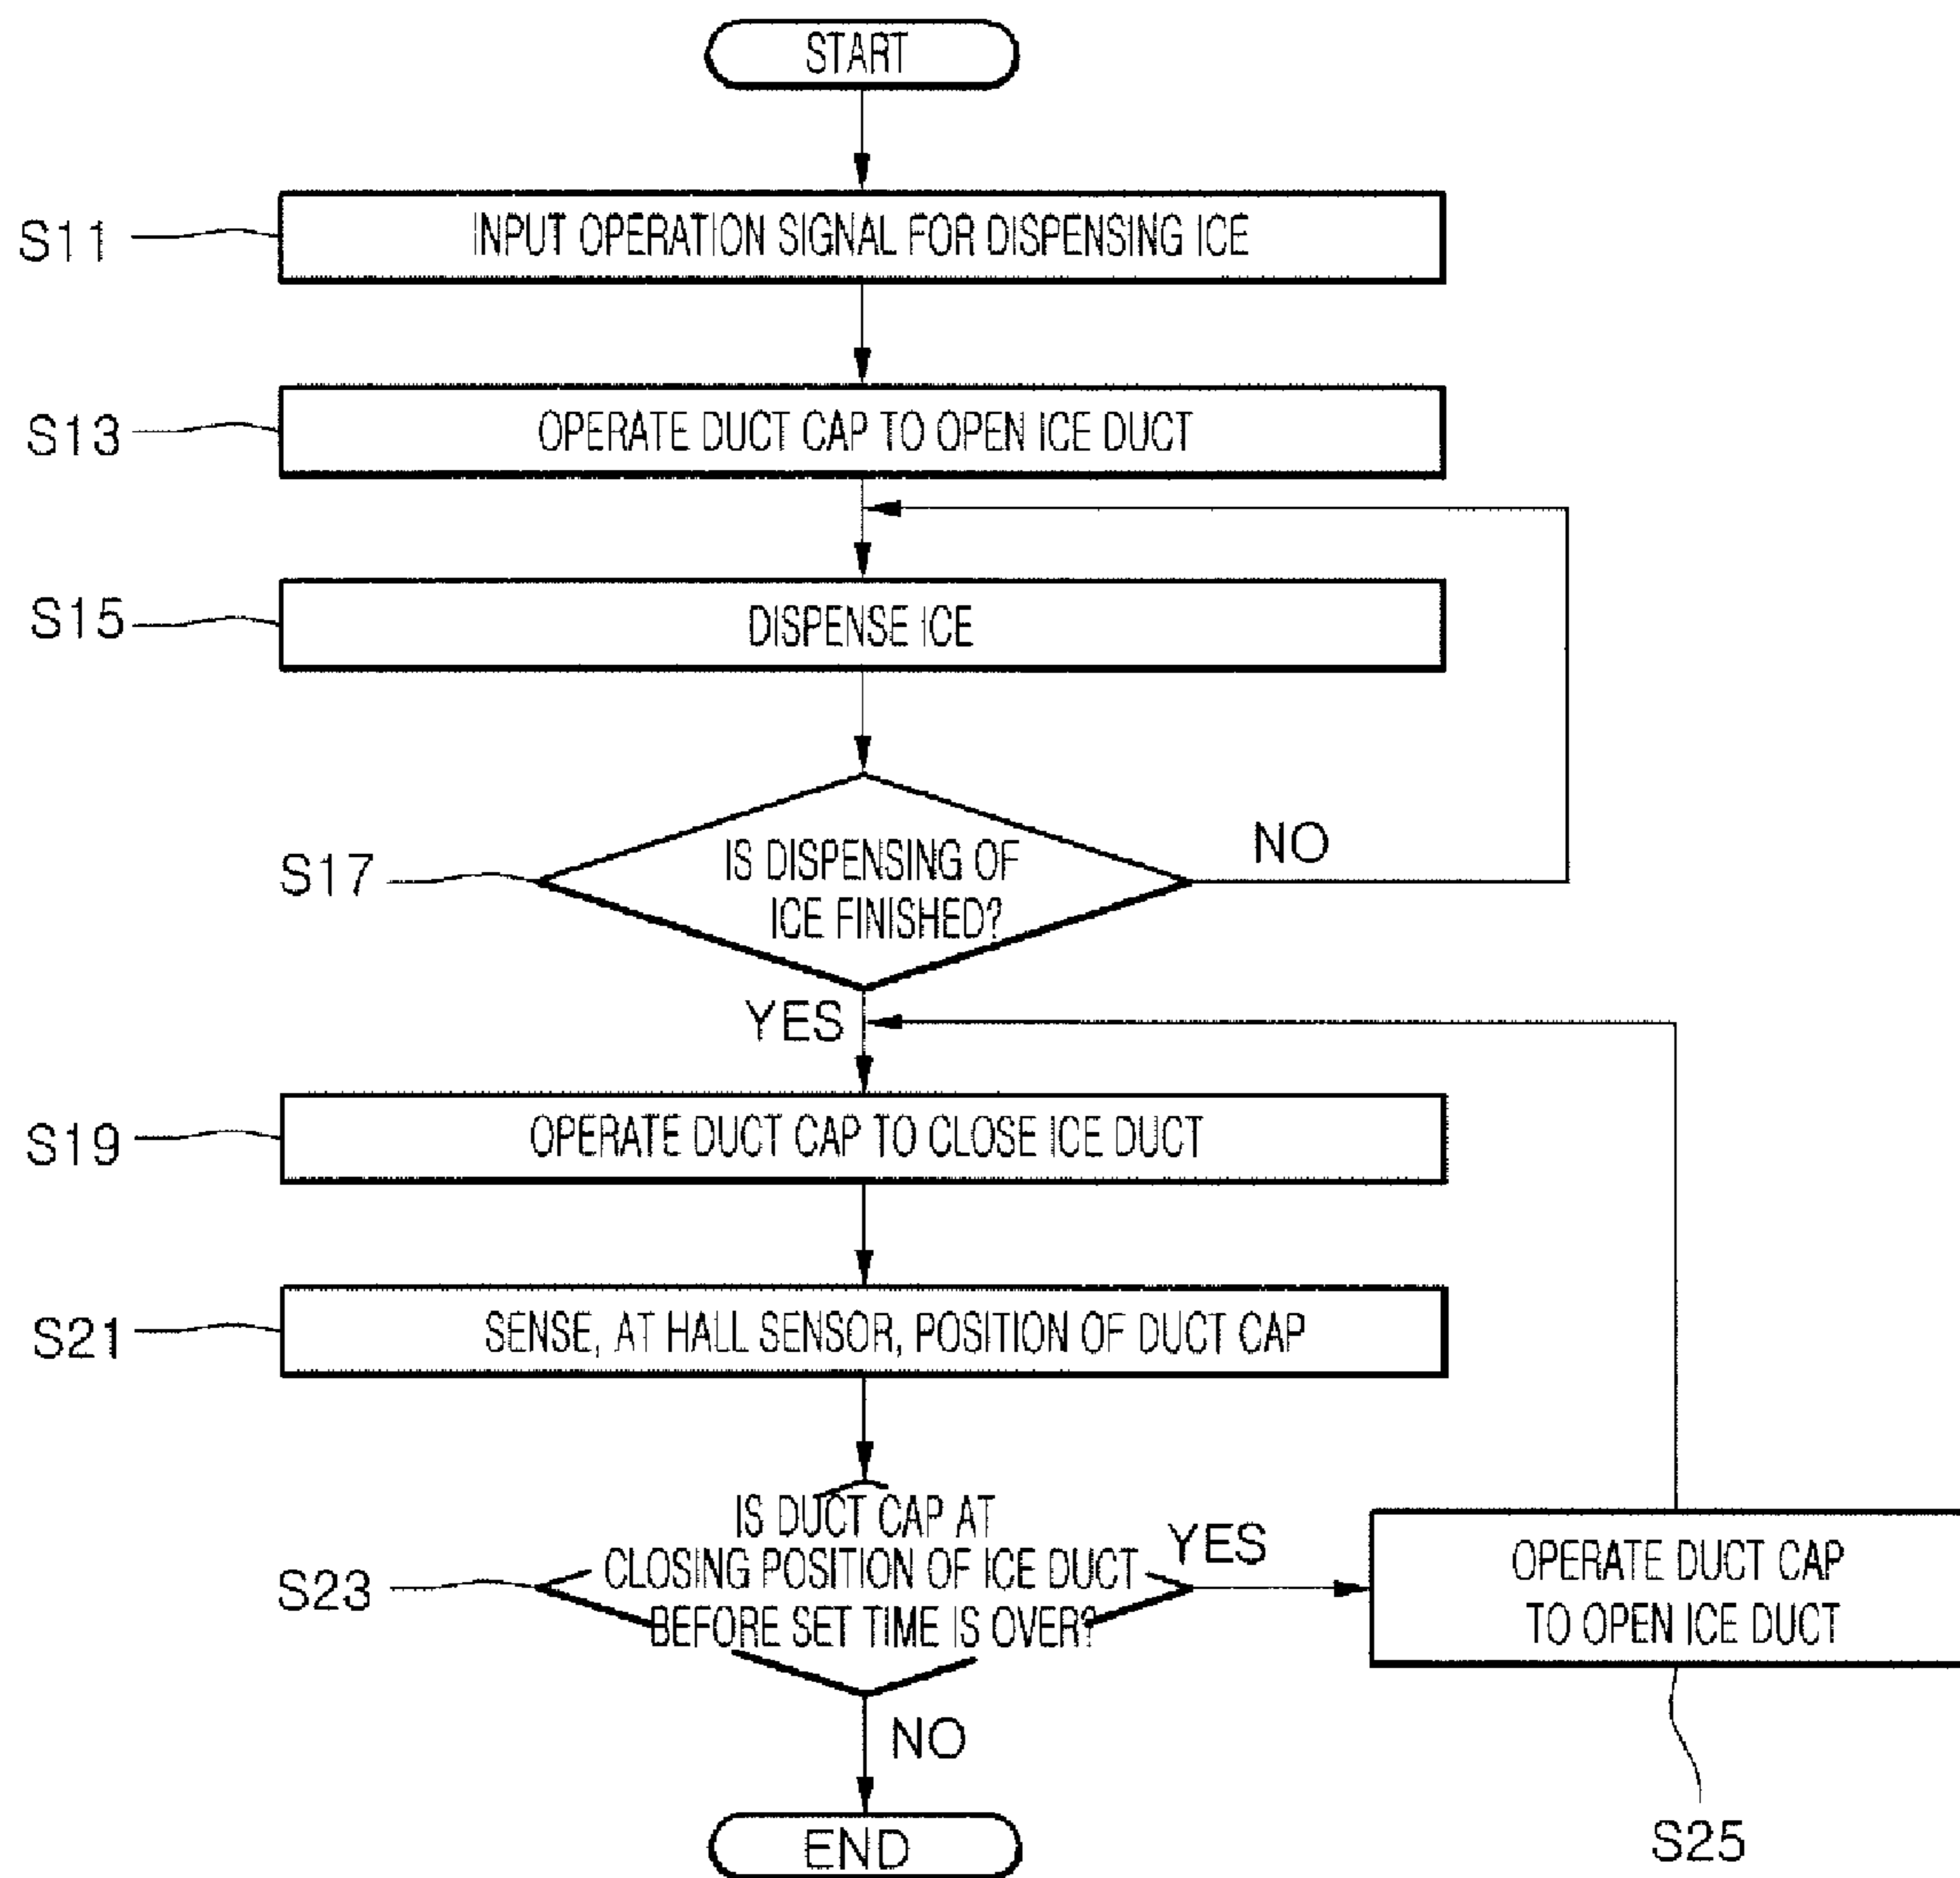 START
S11
INPUT OPERATION SIGNAL FOR DISPENSING ICE
S13
OPERATE DUCT CAP TO OPEN ICE DUCT
S15
DISPENSE ICE
S17
IS DISPENSING OF
ICE FINISHED?
NO
YES
S19
OPERATE DUCT CAP TO CLOSE ICE DUCT
S21
SENSE, AT HALL SENSOR, POSITION OF DUCT CAP
S23
IS DUCT CAP AT
CLOSING POSITION OF ICE DUCT
BEFORE SET TIME IS OVER?
YES
OPERATE DUCT CAP
TO OPEN ICE DUCT
S25
NO
END